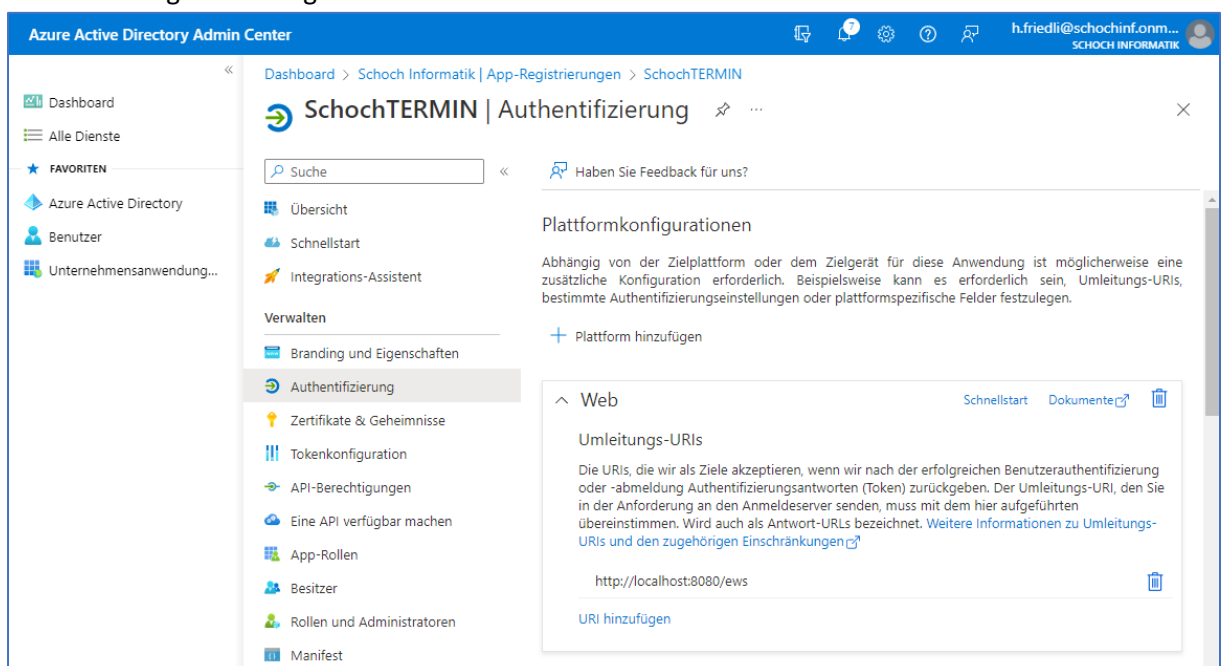 Azure Active Directory Admin Center
7
h.friedli@schochinf.onm...
SCHOCH INFORMATIK
Dashboard
Alle Dienste
FAVORITEN
Azure Active Directory
Benutzer
Unternehmensanwendung...
Dashboard > Schoch Informatik | App-Registrierungen > SchochTERMIN
SchochTERMIN | Authentifizierung
Suche
Übersicht
Schnellstart
Integrations-Assistent
Verwalten
Branding und Eigenschaften
Authentifizierung
Zertifikate & Geheimnisse
Tokenkonfiguration
API-Berechtigungen
Eine API verfügbar machen
App-Rollen
Besitzer
Rollen und Administratoren
Manifest
Haben Sie Feedback für uns?
Plattformkonfigurationen
Abhängig von der Zielplattform oder dem Zielgerät für diese Anwendung ist möglicherweise eine
zusätzliche Konfiguration erforderlich. Beispielsweise kann es erforderlich sein, Umleitungs-URIs,
bestimmte Authentifizierungseinstellungen oder plattformspezifische Felder festzulegen.
Plattform hinzufügen
Web
Schnellstart
Dokumente
Umleitungs-URIs
Die URIs, die wir als Ziele akzeptieren, wenn wir nach der erfolgreichen Benutzerauthentifizierung
oder -abmeldung Authentifizierungsantworten (Token) zurückgeben. Der Umleitungs-URI, den Sie
in der Anforderung an den Anmeldeserver senden, muss mit dem hier aufgeführten
übereinstimmen. Wird auch als Antwort-URLs bezeichnet. Weitere Informationen zu Umleitungs-
URIs und den zugehörigen Einschränkungen
http://localhost:8080/ews
URI hinzufügen